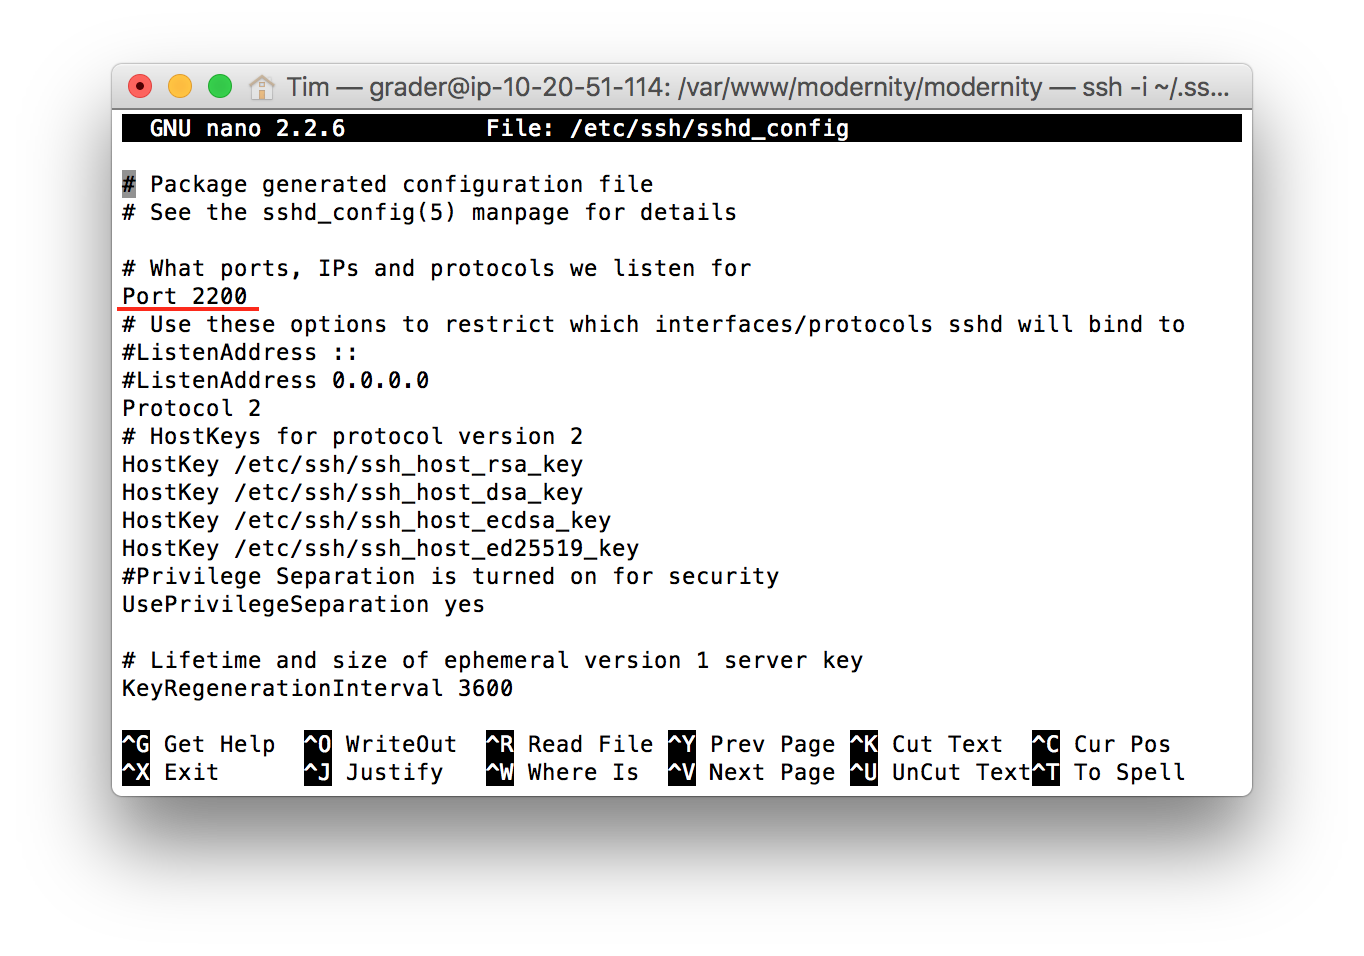 Tim — grader@ip-10-20-51-114: /var/www/modernity/modernity — ssh -i ~/.ss...
GNU nano 2.2.6 File: /etc/ssh/sshd_config
# Package generated configuration file
# See the sshd_config(5) manpage for details
# What ports, IPs and protocols we listen for
Port 2200
# Use these options to restrict which interfaces/protocols sshd will bind to
#ListenAddress ::
#ListenAddress 0.0.0.0
Protocol 2
# HostKeys for protocol version 2
HostKey /etc/ssh/ssh_host_rsa_key
HostKey /etc/ssh/ssh_host_dsa_key
HostKey /etc/ssh/ssh_host_ecdsa_key
HostKey /etc/ssh/ssh_host_ed25519_key
#Privilege Separation is turned on for security
UsePrivilegeSeparation yes
# Lifetime and size of ephemeral version 1 server key
KeyRegenerationInterval 3600
^G Get Help ^O WriteOut ^R Read File ^Y Prev Page ^K Cut Text ^C Cur Pos
^X Exit ^J Justify ^W Where Is ^V Next Page ^U UnCut Text ^T To Spell